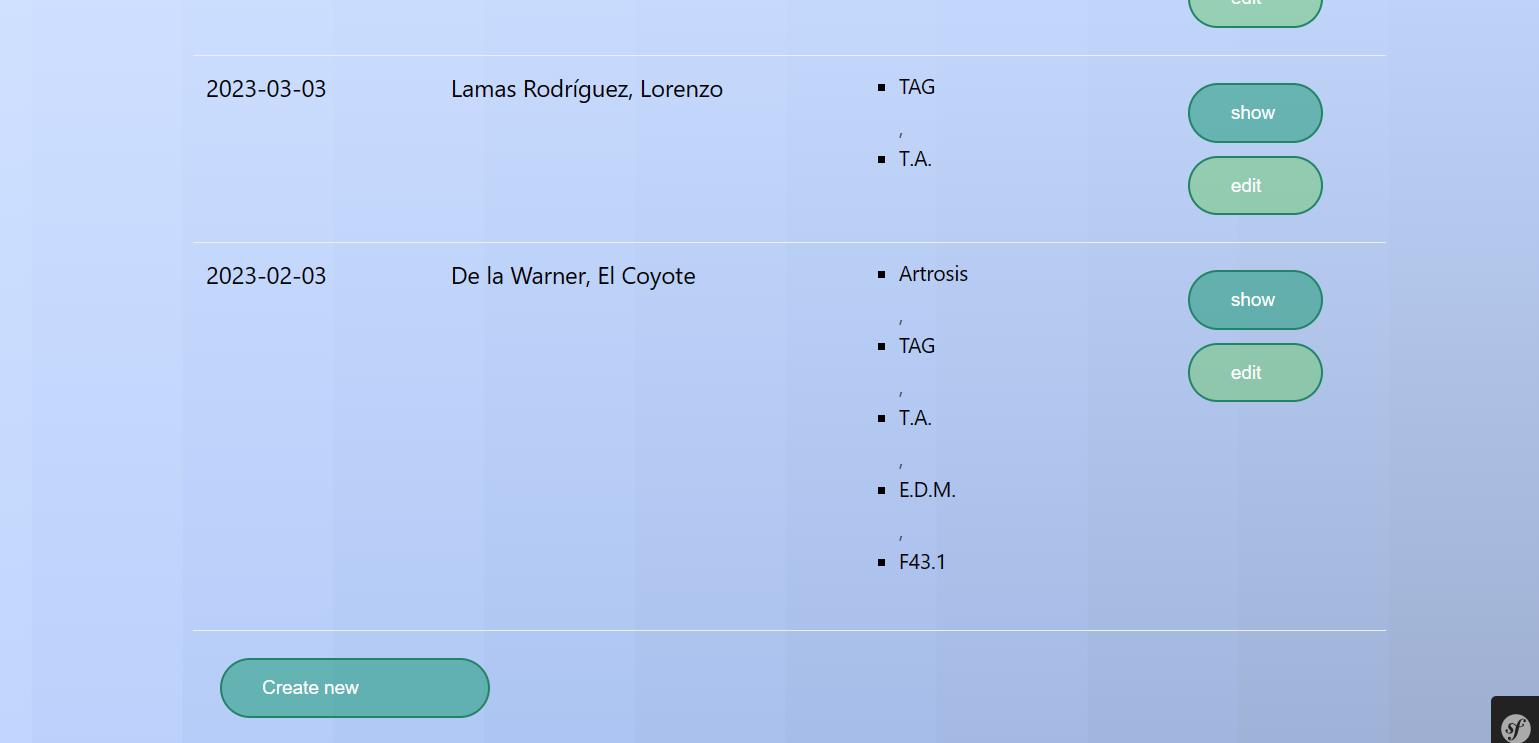 edit
2023-03-03 Lamas Rodríguez, Lorenzo TAG show
,
T.A.
edit
2023-02-03 De la Warner, El Coyote Artrosis show
,
TAG
edit
,
T.A.
,
E.D.M.
,
F43.1
Create new
sf